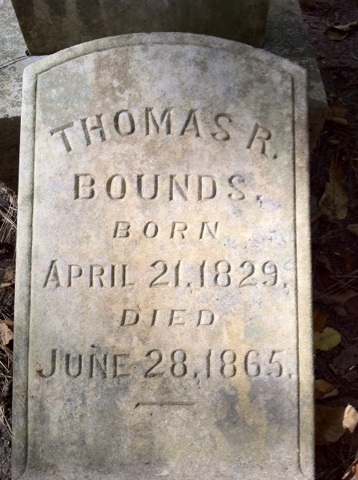 THOMAS R.
BOUNDS,
BORN
APRIL 21, 1829.
DIED
JUNE 28, 1865.